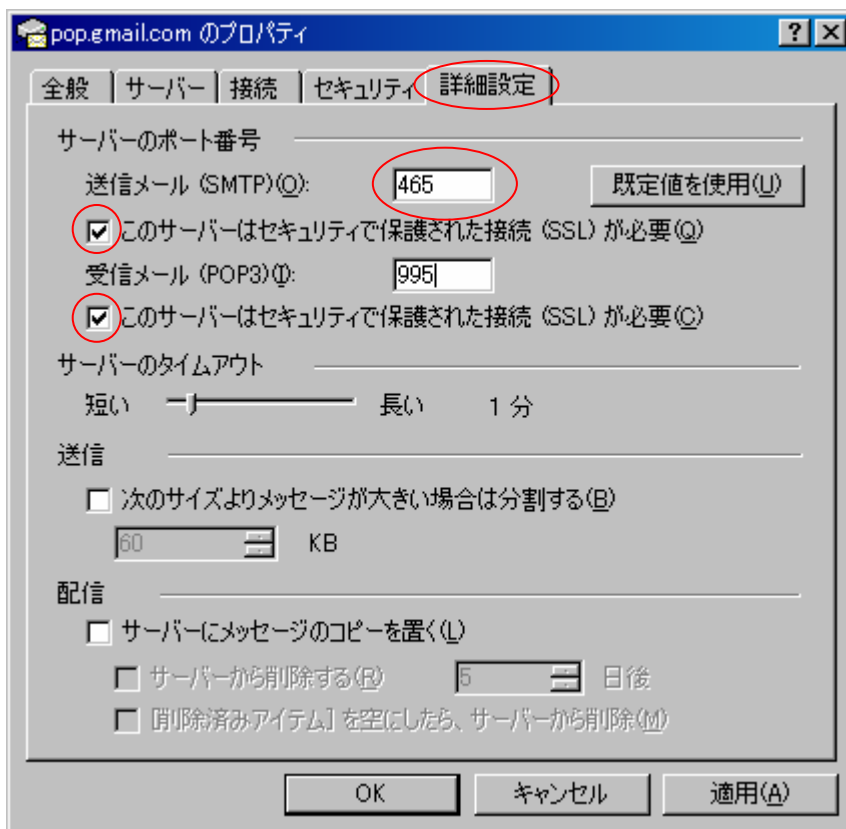 pop.gmail.com のプロパティ
全般 サーバー 接続 セキュリティ 詳細設定
サーバーのポート番号
送信メール (SMTP)(O): 465 既定値を使用(U)
このサーバーはセキュリティで保護された接続 (SSL) が必要(Q)
受信メール (POP3)(I): 995
このサーバーはセキュリティで保護された接続 (SSL) が必要(C)
サーバーのタイムアウト
短い 長い 1 分
送信
次のサイズよりメッセージが大きい場合は分割する(B)
60 KB
配信
サーバーにメッセージのコピーを置く(L)
サーバーから削除する(R) 5 日後
[削除済みアイテム] を空にしたら、サーバーから削除(M)
OK キャンセル 適用(A)